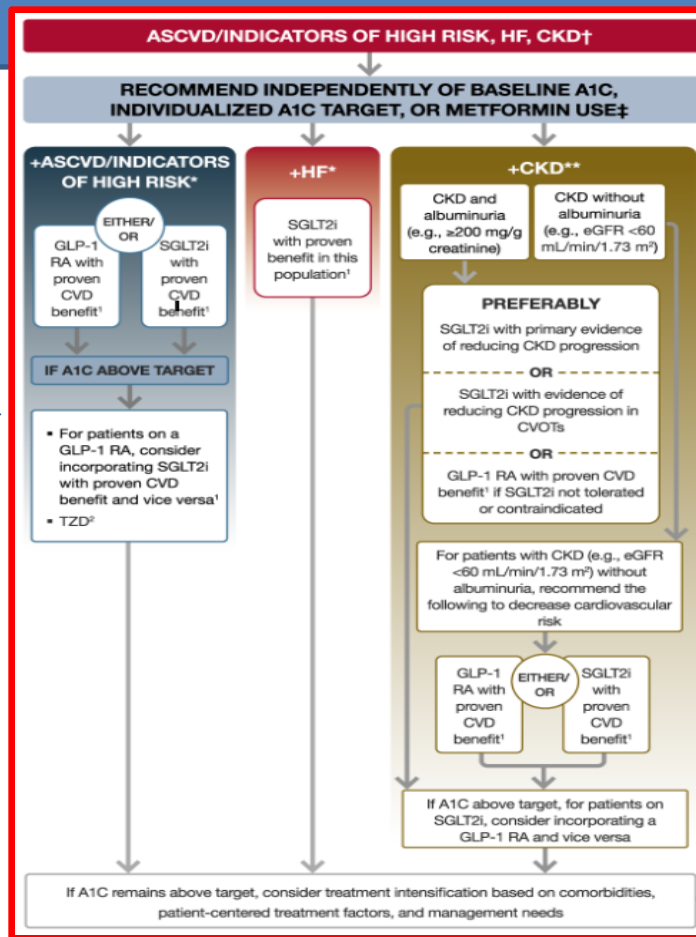 ASCVD/INDICATORS OF HIGH RISK, HF, CKD†
RECOMMEND INDEPENDENTLY OF BASELINE A1C,
INDIVIDUALIZED A1C TARGET, OR METFORMIN USE‡
+ASCVD/INDICATORS
OF HIGH RISK*
EITHER/
OR
GLP-1
RA with
proven
CVD
benefit¹
SGLT2i
with
proven
CVD
benefit¹
IF A1C ABOVE TARGET
▪ For patients on a
GLP-1 RA, consider
incorporating SGLT2i
with proven CVD
benefit and vice versa¹
▪ TZD²
+HF*
SGLT2i
with proven
benefit in this
population¹
+CKD**
CKD and
albuminuria
(e.g., ≥200 mg/g
creatinine)
CKD without
albuminuria
(e.g., eGFR <60
mL/min/1.73 m²)
PREFERABLY
SGLT2i with primary evidence
of reducing CKD progression
OR
SGLT2i with evidence of
reducing CKD progression in
CVOTs
OR
GLP-1 RA with proven CVD
benefit¹ if SGLT2i not tolerated
or contraindicated
For patients with CKD (e.g., eGFR
<60 mL/min/1.73 m²) without
albuminuria, recommend the
following to decrease cardiovascular
risk
GLP-1
RA with
proven
CVD
benefit¹
EITHER/
OR
SGLT2i
with
proven
CVD
benefit¹
If A1C above target, for patients on
SGLT2i, consider incorporating a
GLP-1 RA and vice versa
If A1C remains above target, consider treatment intensification based on comorbidities,
patient-centered treatment factors, and management needs